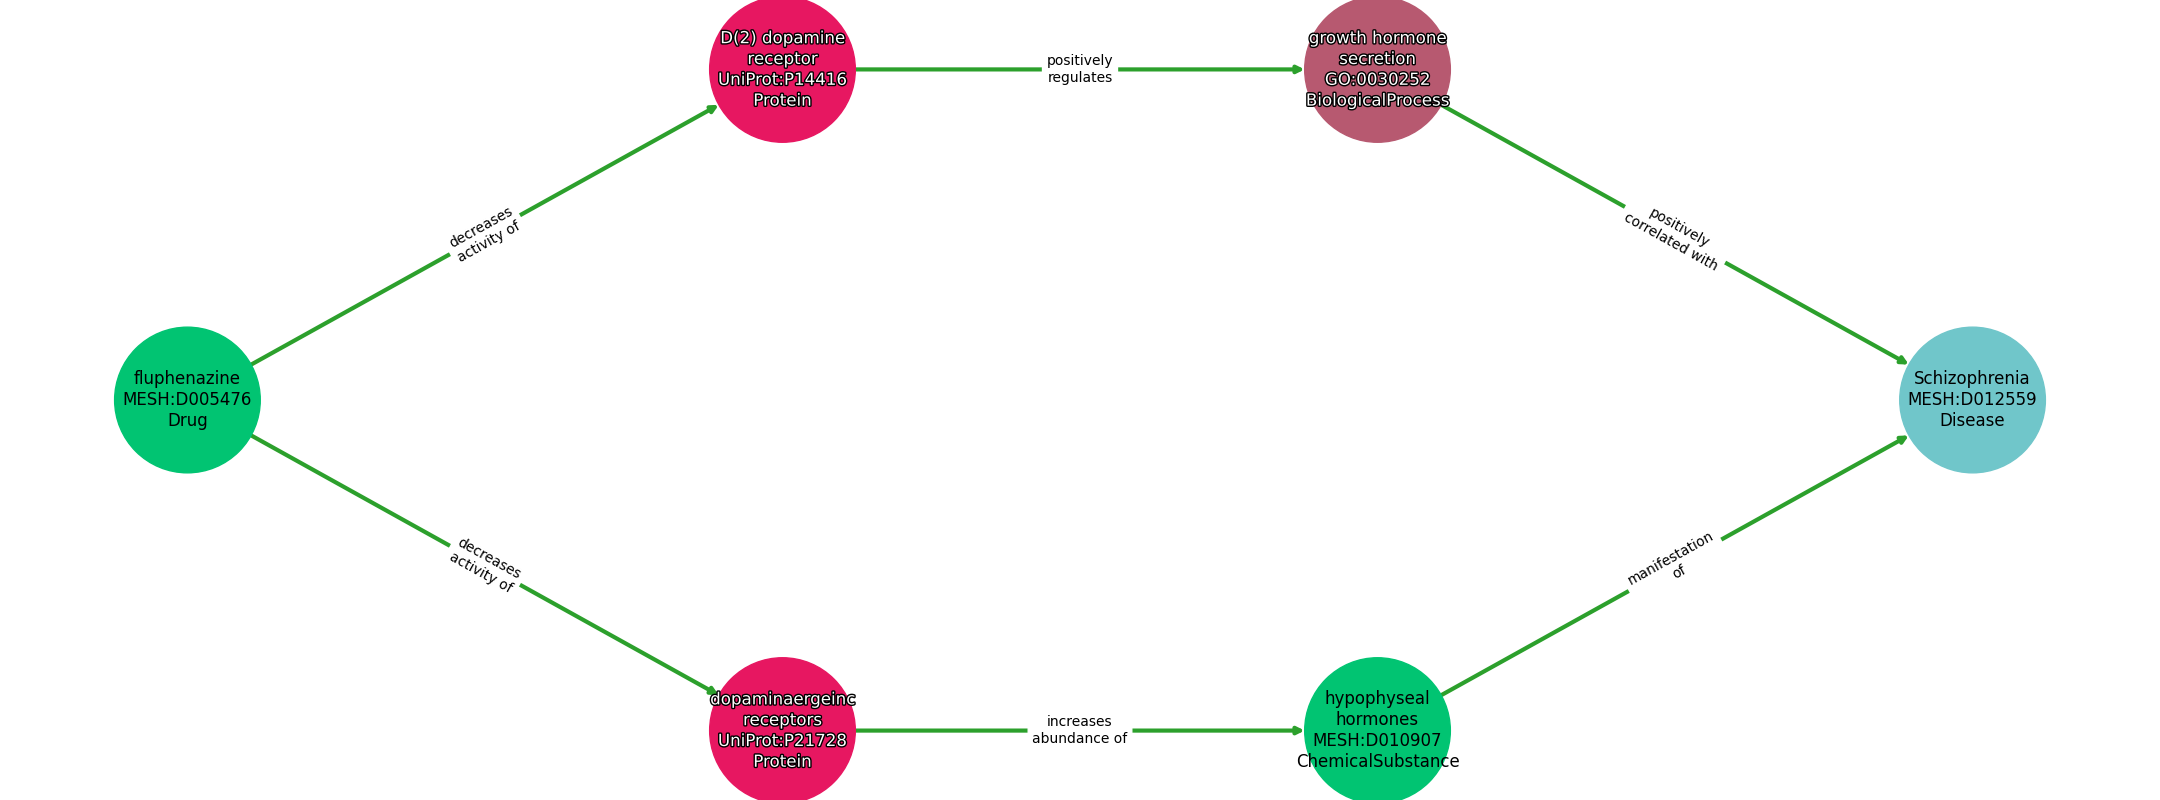 D(2) dopamine
receptor
UniProt:P14416
Protein
positively
regulates
growth hormone
secretion
GO:0030252
BiologicalProcess
decreases
activity of
positively
correlated with
fluphenazine
MESH:D005476
Drug
Schizophrenia
MESH:D012559
Disease
decreases
activity of
manifestation
of
dopaminaergeinc
receptors
UniProt:P21728
Protein
increases
abundance of
hypophyseal
hormones
MESH:D010907
ChemicalSubstance